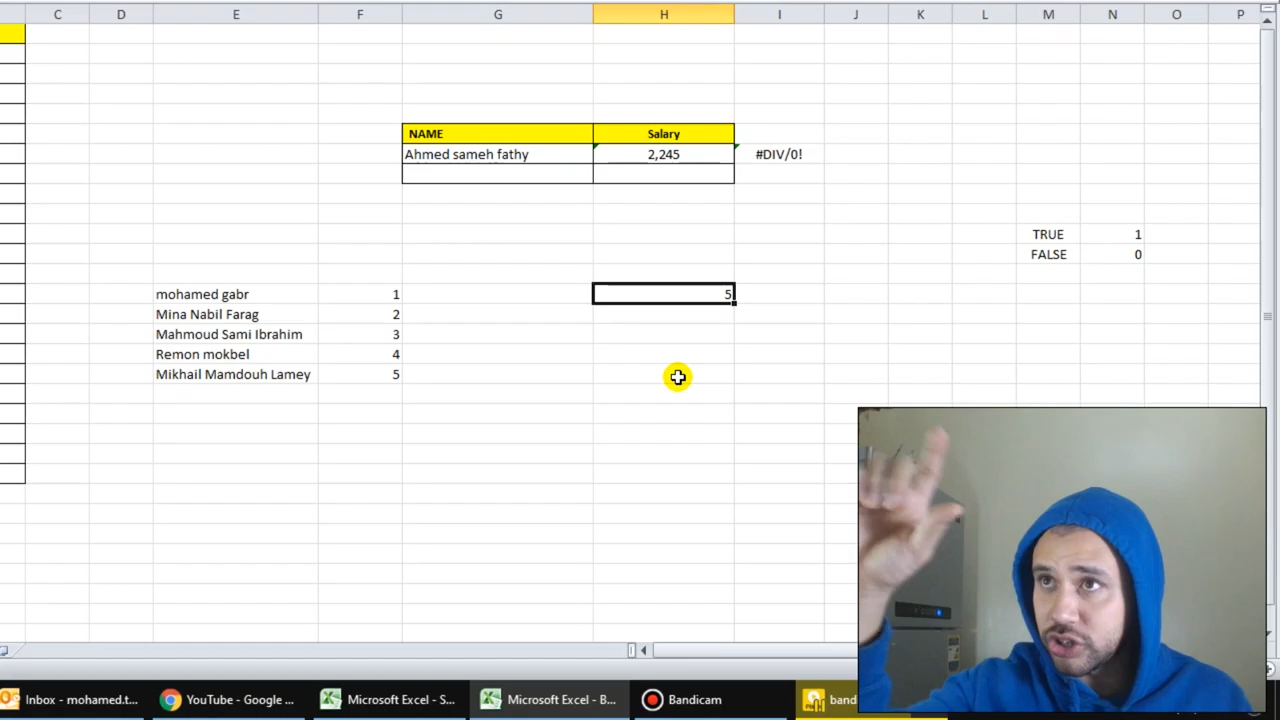 C D E F G H I J K L M N O P
NAME Salary
Ahmed sameh fathy 2,245 #DIV/0!
TRUE 1
FALSE 0
mohamed gabr 1 5
Mina Nabil Farag 2
Mahmoud Sami Ibrahim 3
Remon mokbel 4
Mikhail Mamdouh Lamey 5
Inbox - mohamed.t... YouTube - Google ... Microsoft Excel - S... Microsoft Excel - B... Bandicam band